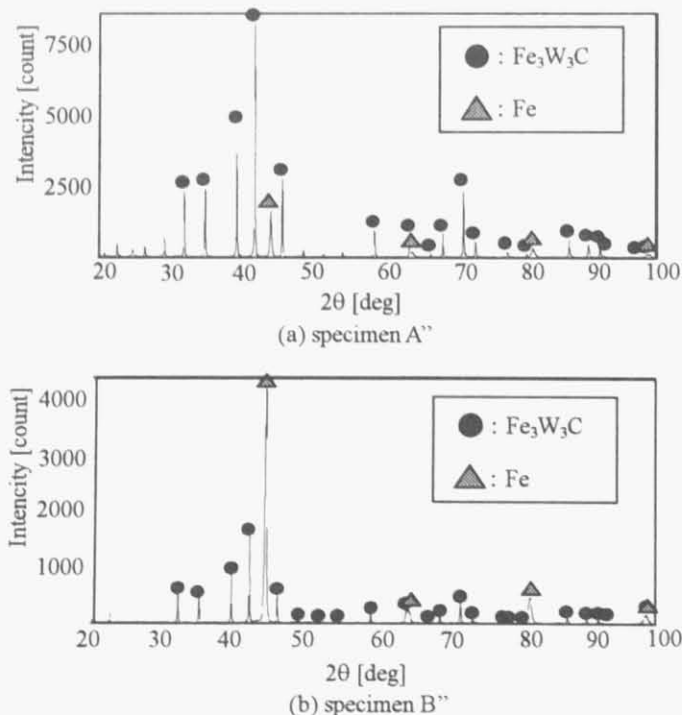 7500
5000
2500
Intencity [count]
● : Fe₃W₃C
▲ : Fe
20 30 40 50 60 70 80 90 100
2θ [deg]
(a) specimen A”
4000
3000
2000
1000
Intencity [count]
● : Fe₃W₃C
▲ : Fe
20 30 40 50 60 70 80 90 100
2θ [deg]
(b) specimen B”